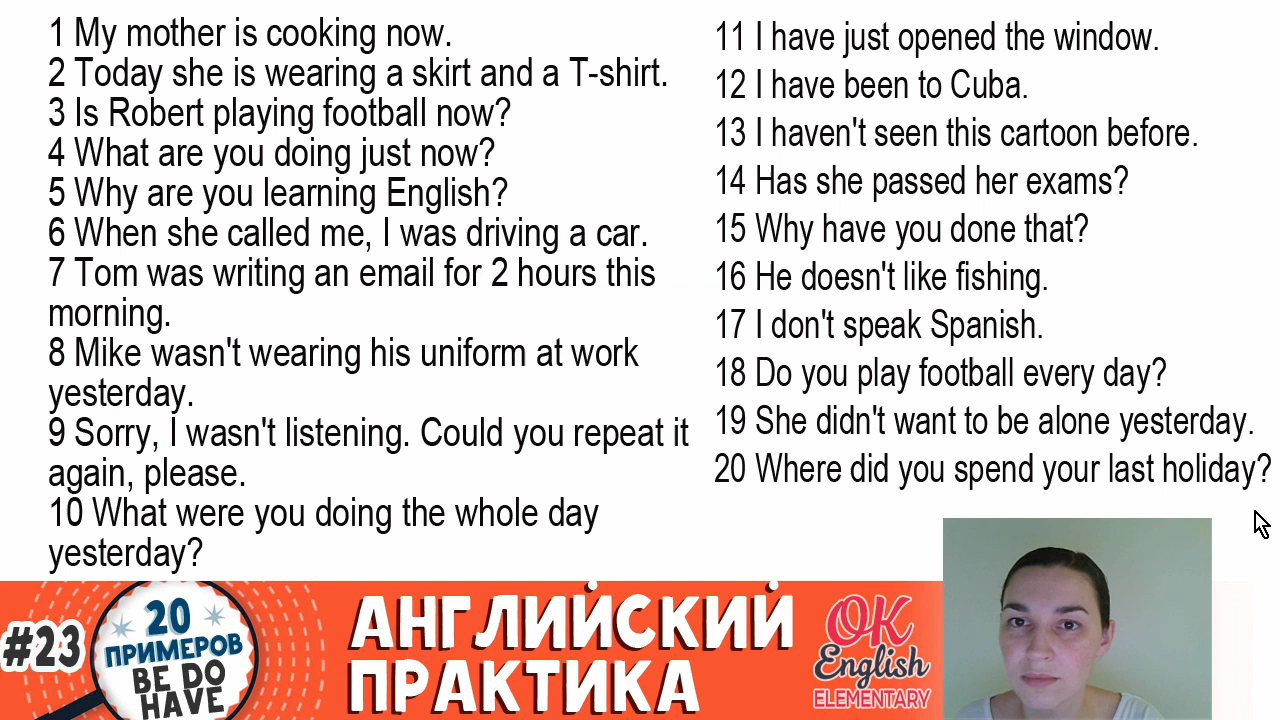 1 My mother is cooking now.
2 Today she is wearing a skirt and a T-shirt.
3 Is Robert playing football now?
4 What are you doing just now?
5 Why are you learning English?
6 When she called me, I was driving a car.
7 Tom was writing an email for 2 hours this
morning.
8 Mike wasn't wearing his uniform at work
yesterday.
9 Sorry, I wasn't listening. Could you repeat it
again, please.
10 What were you doing the whole day
yesterday?
11 I have just opened the window.
12 I have been to Cuba.
13 I haven't seen this cartoon before.
14 Has she passed her exams?
15 Why have you done that?
16 He doesn't like fishing.
17 I don't speak Spanish.
18 Do you play football every day?
19 She didn't want to be alone yesterday.
20 Where did you spend your last holiday?
#23
20
ПРИМЕРОВ
BE DO
HAVE
АНГЛИЙСКИЙ
ПРАКТИКА
OK
English
ELEMENTARY